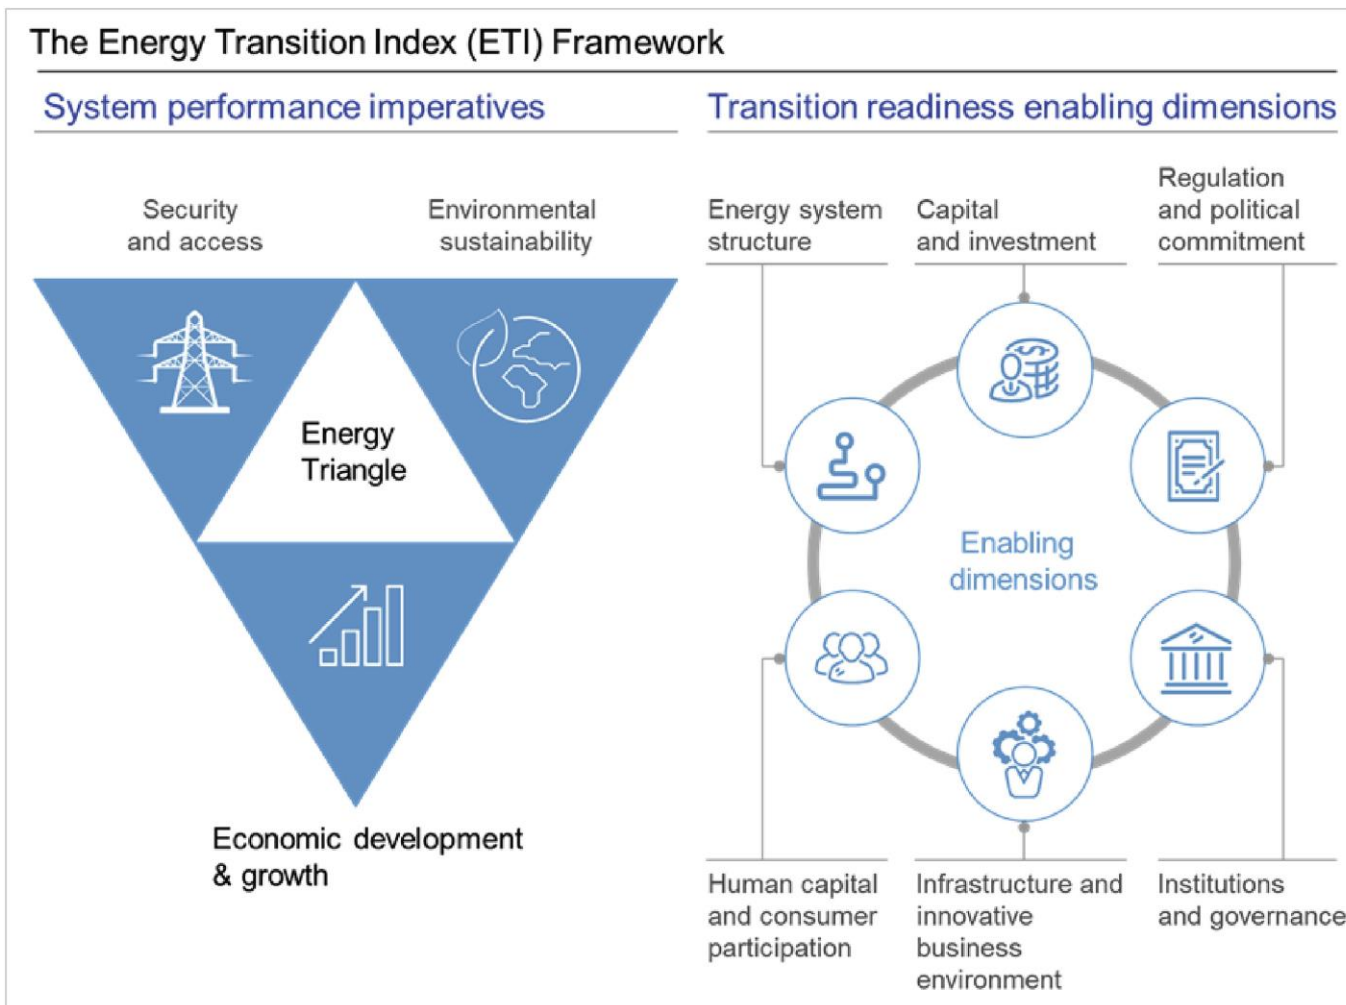 The Energy Transition Index (ETI) Framework
System performance imperatives
Security
and access
Environmental
sustainability
Energy
Triangle
Economic development
& growth
Transition readiness enabling dimensions
Energy system
structure
Capital
and investment
Regulation
and political
commitment
Enabling
dimensions
Human capital
and consumer
participation
Infrastructure and
innovative
business
environment
Institutions
and governance